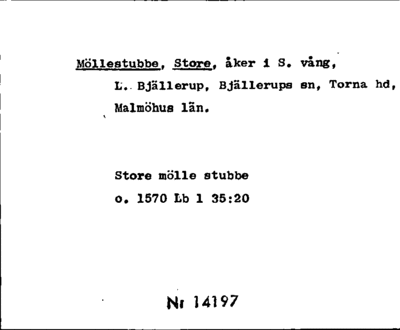 Möllestubbe, Store, åker i S. vång,
L. Bjällerup, Bjällerups sn, Torna hd,
Malmöhus län.
Store mölle stubbe
o. 1570 Lb 1 35:20
Nr 14197